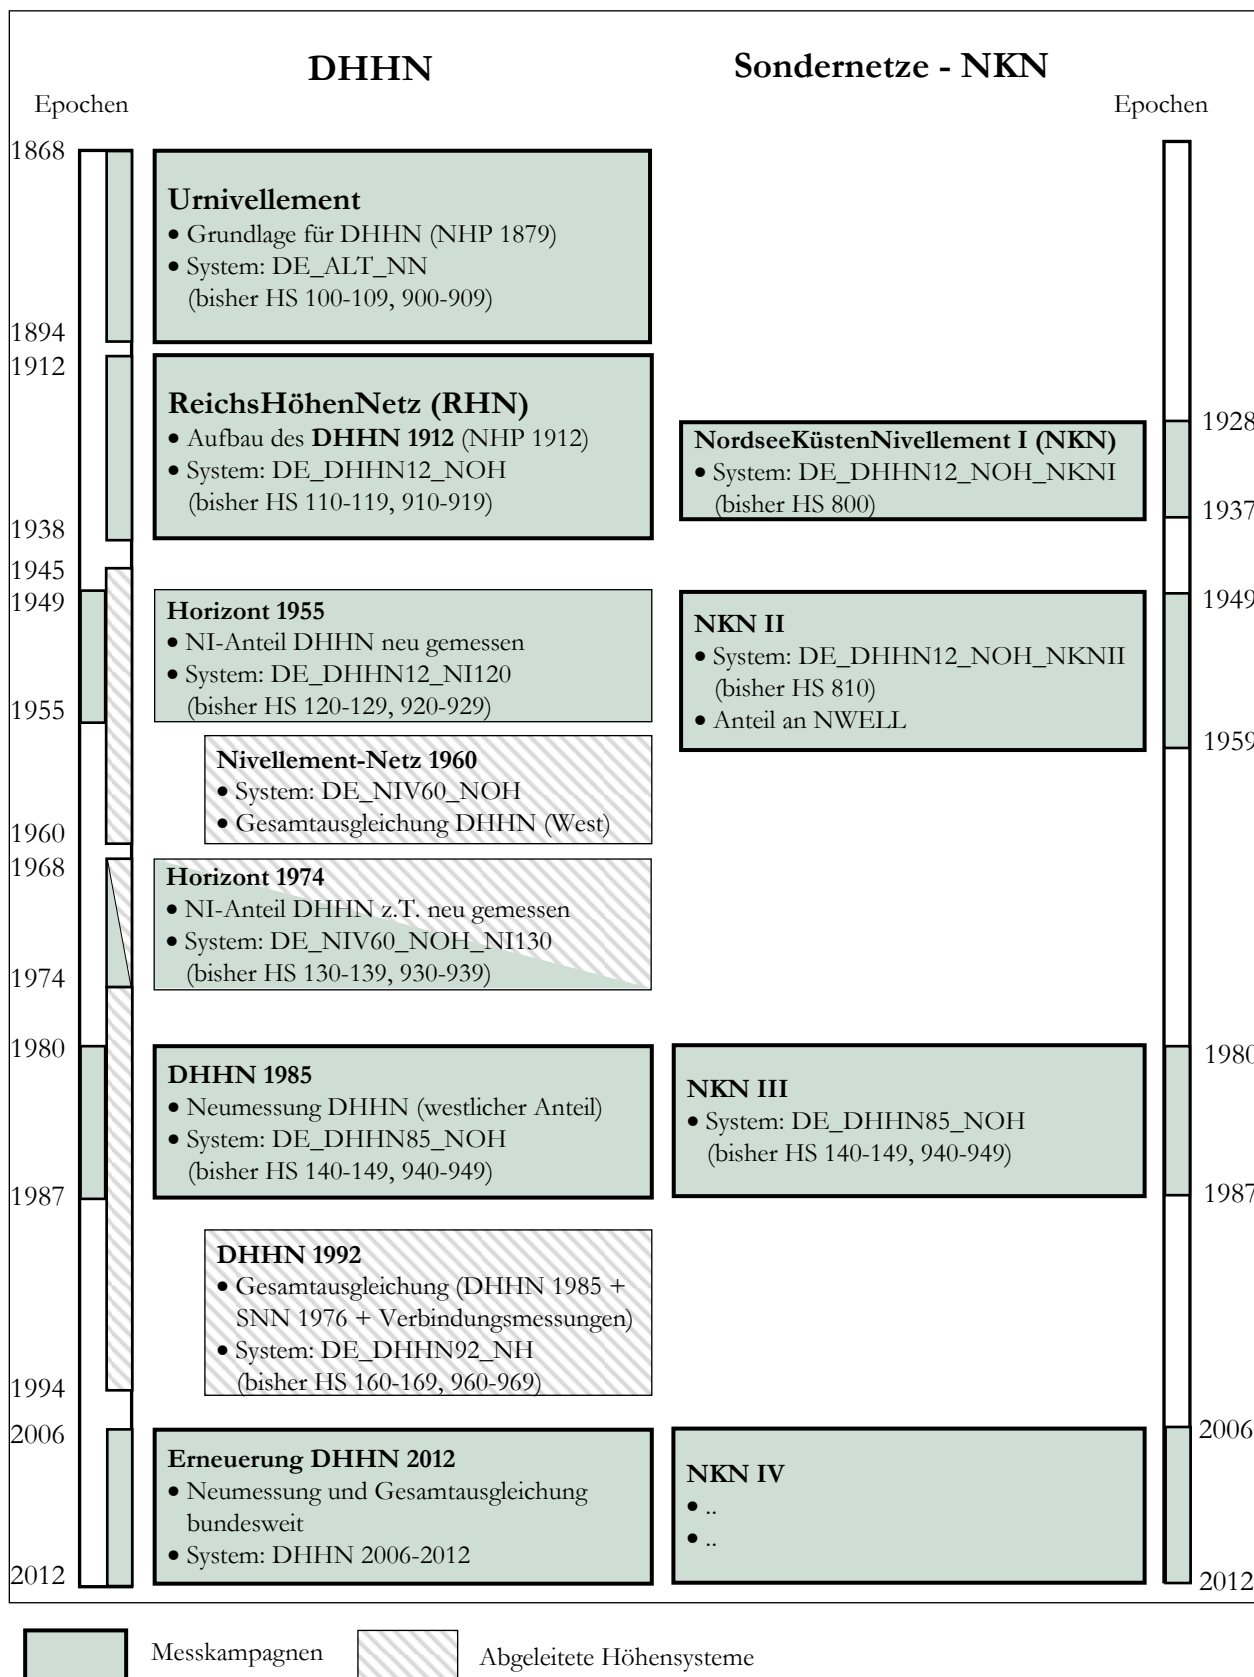 DHHN
Sondernetze - NKN
Epochen
Epochen
1868
Urnivellement
• Grundlage für DHHN (NHP 1879)
• System: DE_ALT_NN
(bisher HS 100-109, 900-909)
1894
1912
ReichsHöhenNetz (RHN)
• Aufbau des DHHN 1912 (NHP 1912)
• System: DE_DHHN12_NOH
(bisher HS 110-119, 910-919)
1938
NordseeKüstenNivellement I (NKN)
• System: DE_DHHN12_NOH_NKNI
(bisher HS 800)
1928
1937
1945
1949
Horizont 1955
• NI-Anteil DHHN neu gemessen
• System: DE_DHHN12_NI120
(bisher HS 120-129, 920-929)
1955
NKN II
• System: DE_DHHN12_NOH_NKNII
(bisher HS 810)
• Anteil an NWELL
1949
1959
Nivellement-Netz 1960
• System: DE_NIV60_NOH
• Gesamtausgleichung DHHN (West)
1960
1968
Horizont 1974
• NI-Anteil DHHN z.T. neu gemessen
• System: DE_NIV60_NOH_NI130
(bisher HS 130-139, 930-939)
1974
1980
DHHN 1985
• Neumessung DHHN (westlicher Anteil)
• System: DE_DHHN85_NOH
(bisher HS 140-149, 940-949)
1987
NKN III
• System: DE_DHHN85_NOH
(bisher HS 140-149, 940-949)
1980
1987
DHHN 1992
• Gesamtausgleichung (DHHN 1985 +
SNN 1976 + Verbindungsmessungen)
• System: DE_DHHN92_NH
(bisher HS 160-169, 960-969)
1994
2006
Erneuerung DHHN 2012
• Neumessung und Gesamtausgleichung
bundesweit
• System: DHHN 2006-2012
2012
NKN IV
• ..
• ..
2006
2012
Messkampagnen
Abgeleitete Höhensysteme